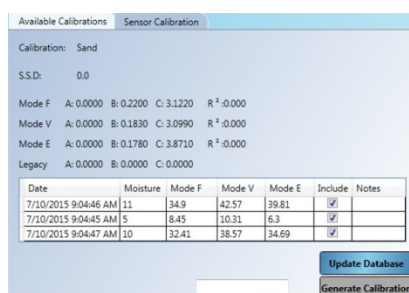 Available Calibrations Sensor Calibration
Calibration: Sand
S.S.D: 0.0
Mode F A: 0.0000 B: 0.2200 C: 3.1220 R ² :0.000
Mode V A: 0.0000 B: 0.1830 C: 3.0990 R ² :0.000
Mode E A: 0.0000 B: 0.1780 C: 3.8710 R ² :0.000
Legacy A: 0.0000 B: 0.0000 C: 0.0000
Date Moisture Mode F Mode V Mode E Include Notes
7/10/2015 9:04:46 AM 11 34.9 42.57 39.81
7/10/2015 9:04:45 AM 5 8.45 10.31 6.3
7/10/2015 9:04:47 AM 10 32.41 38.57 34.69
Update Database
Generate Calibration